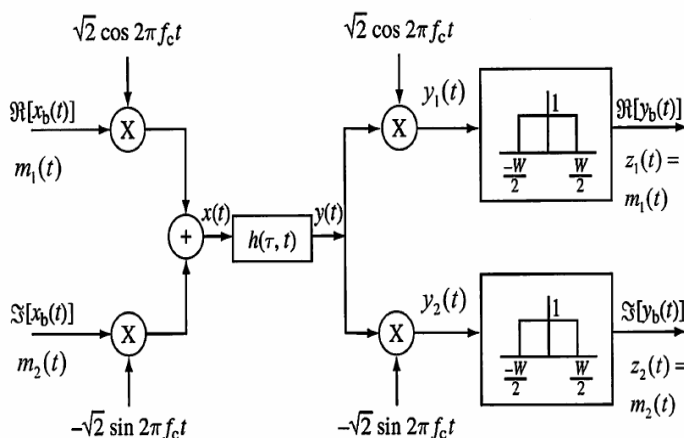 √2 cos 2πf_c t
√2 cos 2πf_c t
ℜ[x_b(t)]
X
m_1(t)
X
y_1(t)
1
-W/2
W/2
ℜ[y_b(t)]
z_1(t) =
m_1(t)
+
x(t)
h(τ, t)
y(t)
ℑ[x_b(t)]
X
m_2(t)
X
y_2(t)
1
-W/2
W/2
ℑ[y_b(t)]
z_2(t) =
m_2(t)
-√2 sin 2πf_c t
-√2 sin 2πf_c t